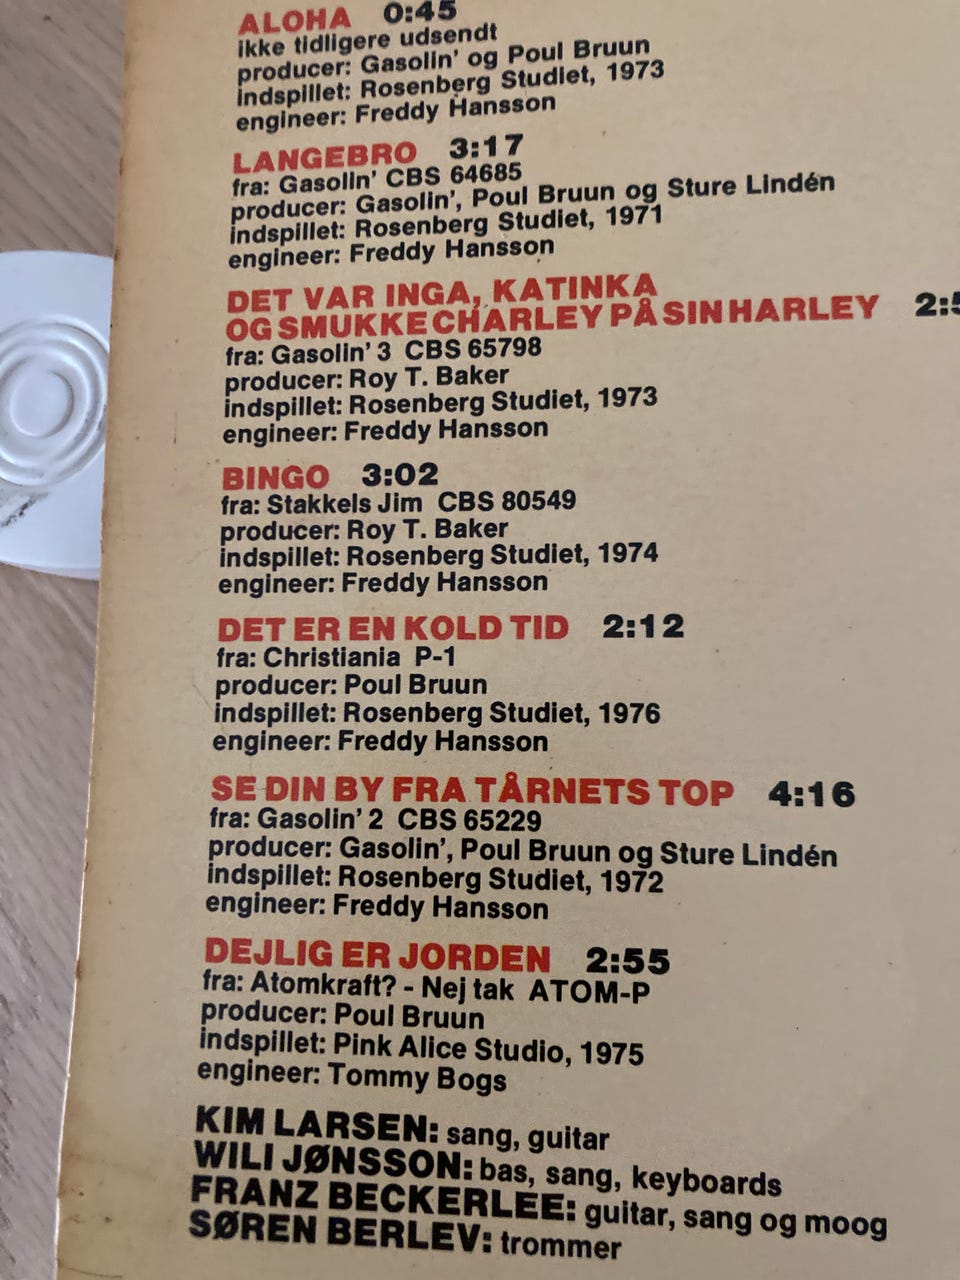 ALOHA 0:45
ikke tidligere udsendt
producer: Gasolin' og Poul Bruun
indspillet: Rosenberg Studiet, 1973
engineer: Freddy Hansson
LANGEBRO 3:17
fra: Gasolin' CBS 64685
producer: Gasolin', Poul Bruun og Sture Lindén
indspillet: Rosenberg Studiet, 1971
engineer: Freddy Hansson
DET VAR INGA, KATINKA
OG SMUKKE CHARLEY PÅ SIN HARLEY
fra: Gasolin' 3 CBS 65798
producer: Roy T. Baker
indspillet: Rosenberg Studiet, 1973
engineer: Freddy Hansson
BINGO 3:02
fra: Stakkels Jim CBS 80549
producer: Roy T. Baker
indspillet: Rosenberg Studiet, 1974
engineer: Freddy Hansson
DET ER EN KOLD TID 2:12
fra: Christiania P-1
producer: Poul Bruun
indspillet: Rosenberg Studiet, 1976
engineer: Freddy Hansson
SE DIN BY FRA TÅRNETS TOP 4:16
fra: Gasolin' 2 CBS 65229
producer: Gasolin', Poul Bruun og Sture Lindén
indspillet: Rosenberg Studiet, 1972
engineer: Freddy Hansson
DEJLIG ER JORDEN 2:55
fra: Atomkraft? - Nej tak ATOM-P
producer: Poul Bruun
indspillet: Pink Alice Studio, 1975
engineer: Tommy Bogs
KIM LARSEN: sang, guitar
WILI JØNSSON: bas, sang, keyboards
FRANZ BECKERLEE: guitar, sang og moog
SØREN BERLEV: trommer